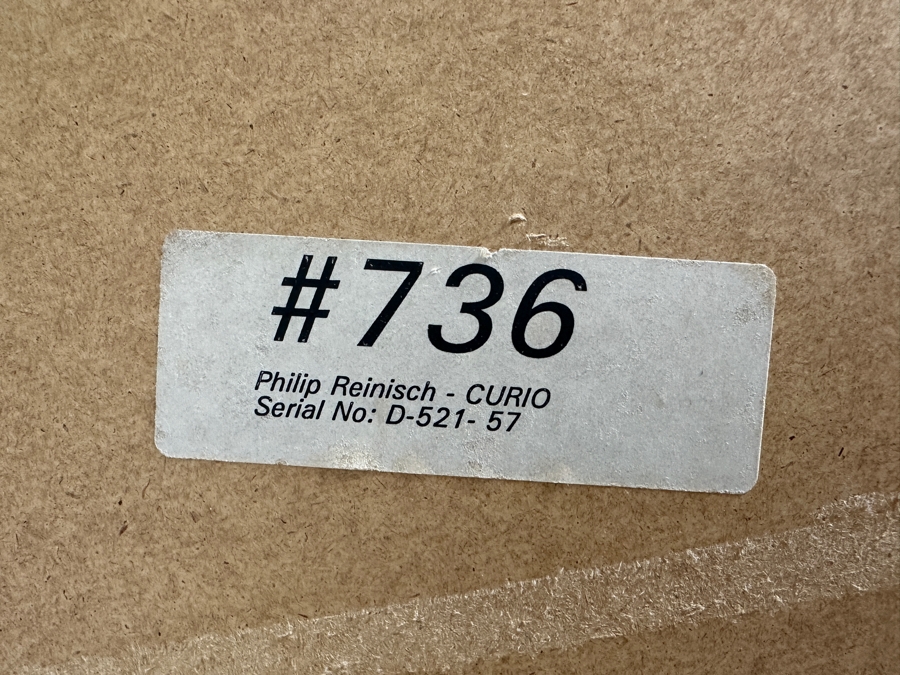 #736
Philip Reinisch - CURIO
Serial No: D-521- 57